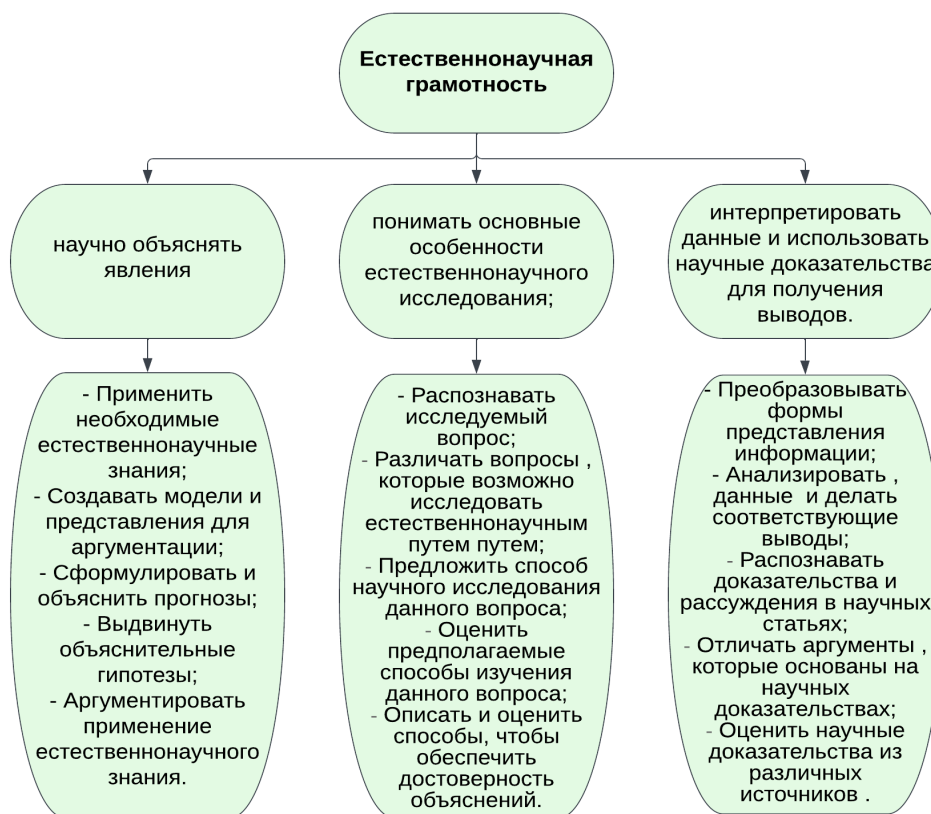 Естественнонаучная
грамотность
научно объяснять
явления
понимать основные
особенности
естественнонаучного
исследования;
интерпретировать
данные и использовать
научные доказательства
для получения
выводов.
- Применить
необходимые
естественнонаучные
знания;
- Создавать модели и
представления для
аргументации;
- Сформулировать и
объяснить прогнозы;
- Выдвинуть
объяснительные
гипотезы;
- Аргументировать
применение
естественнонаучного
знания.
- Распознавать
исследуемый
вопрос;
- Различать вопросы ,
которые возможно
исследовать
естественнонаучным
путем путем;
- Предложить способ
научного исследования
данного вопроса;
- Оценить
предполагаемые
способы изучения
данного вопроса;
- Описать и оценить
способы, чтобы
обеспечить
достоверность
объяснений.
- Преобразовывать
формы
представления
информации;
- Анализировать ,
данные и делать
соответствующие
выводы;
- Распознавать
доказательства и
рассуждения в научных
статьях;
- Отличать аргументы ,
которые основаны на
научных
доказательствах;
- Оценить научные
доказательства из
различных
источников .